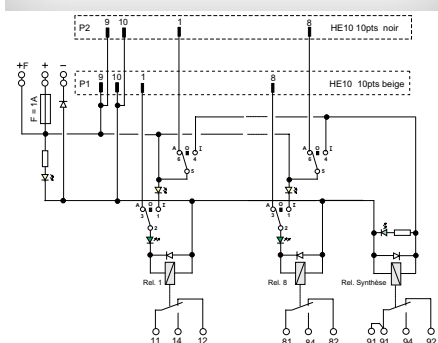 P2 9 10 1 8 HE10 10pts noir
+F + –
P1 9 10 1 8 HE10 10pts beige
F = 1A
A O I A O I
6 4 6 4
5 5
A O I A O I
3 1 3 1
2 2
Rel. 1 Rel. 8 Rel. Synthèse
11 14 12 81 84 82 91 91 94 92